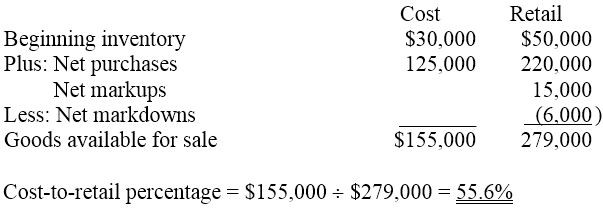 Cost Retail
Beginning inventory $30,000 $50,000
Plus: Net purchases 125,000 220,000
Net markups 15,000
Less: Net markdowns (6,000)
Goods available for sale $155,000 279,000
Cost-to-retail percentage = $155,000 ÷ $279,000 = 55.6%